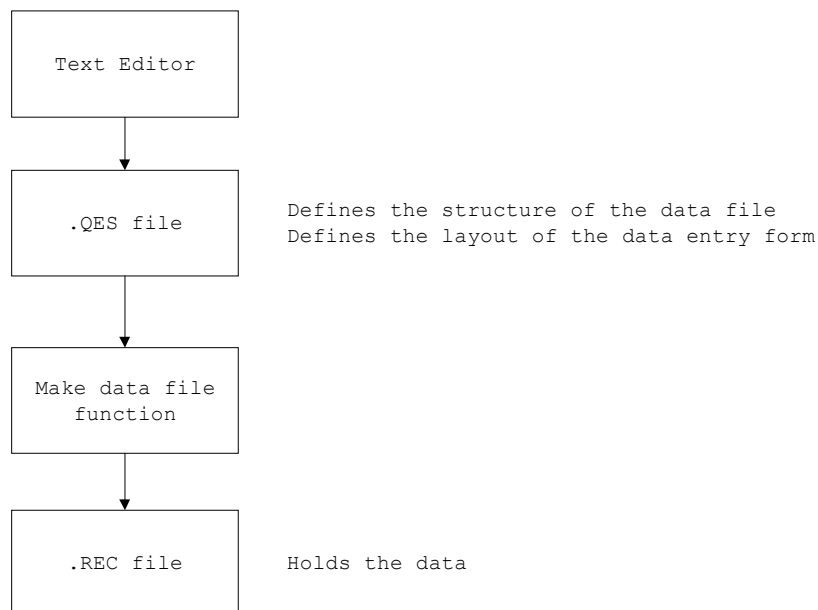 Text Editor
.QES file
Defines the structure of the data file
Defines the layout of the data entry form
Make data file
function
.REC file
Holds the data